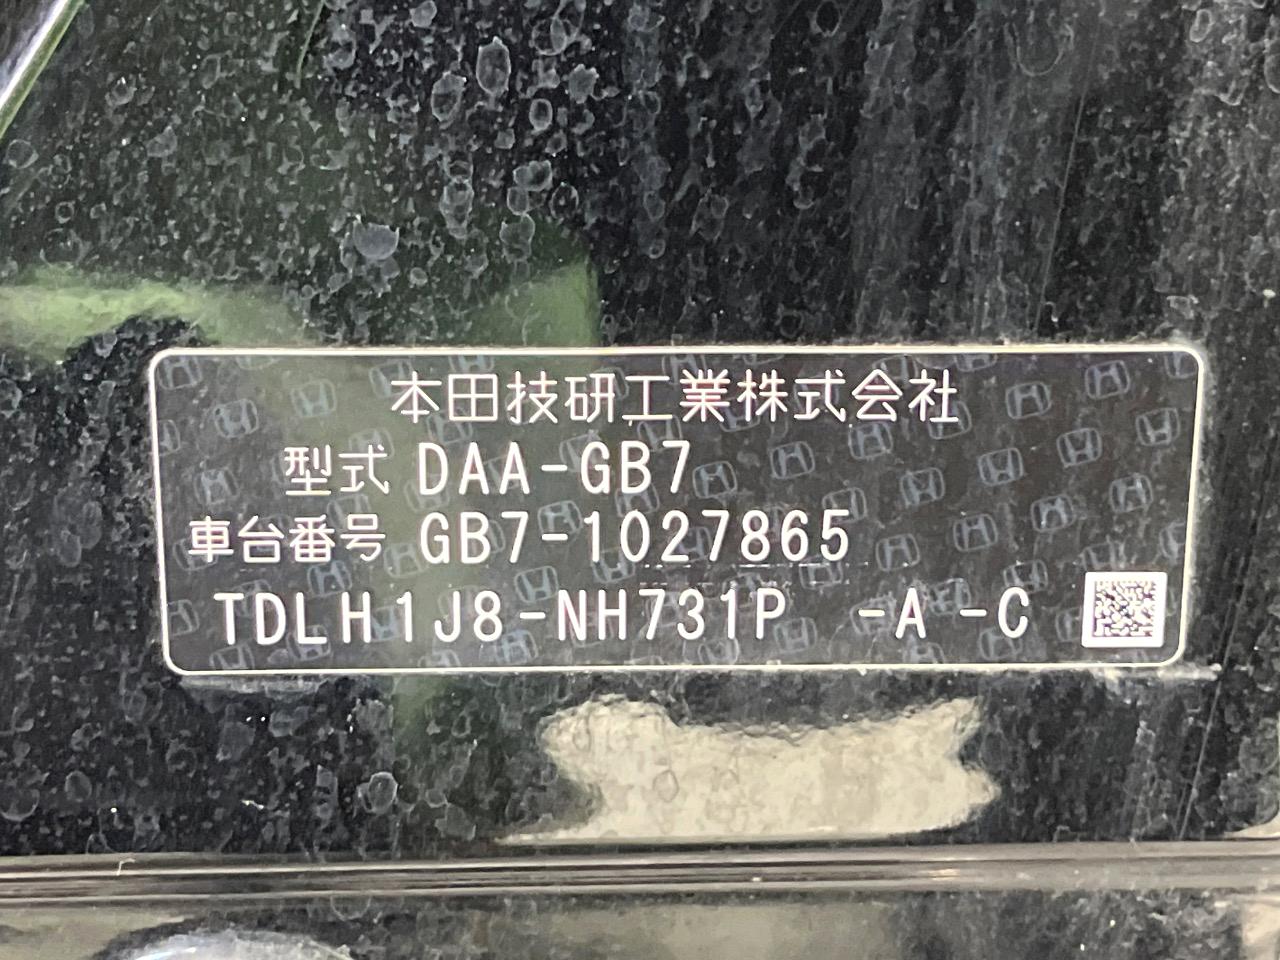 本田技研工業株式会社
型式 DAA-GB7
車台番号 GB7-1027865
TDLH1J8-NH731P -A -C